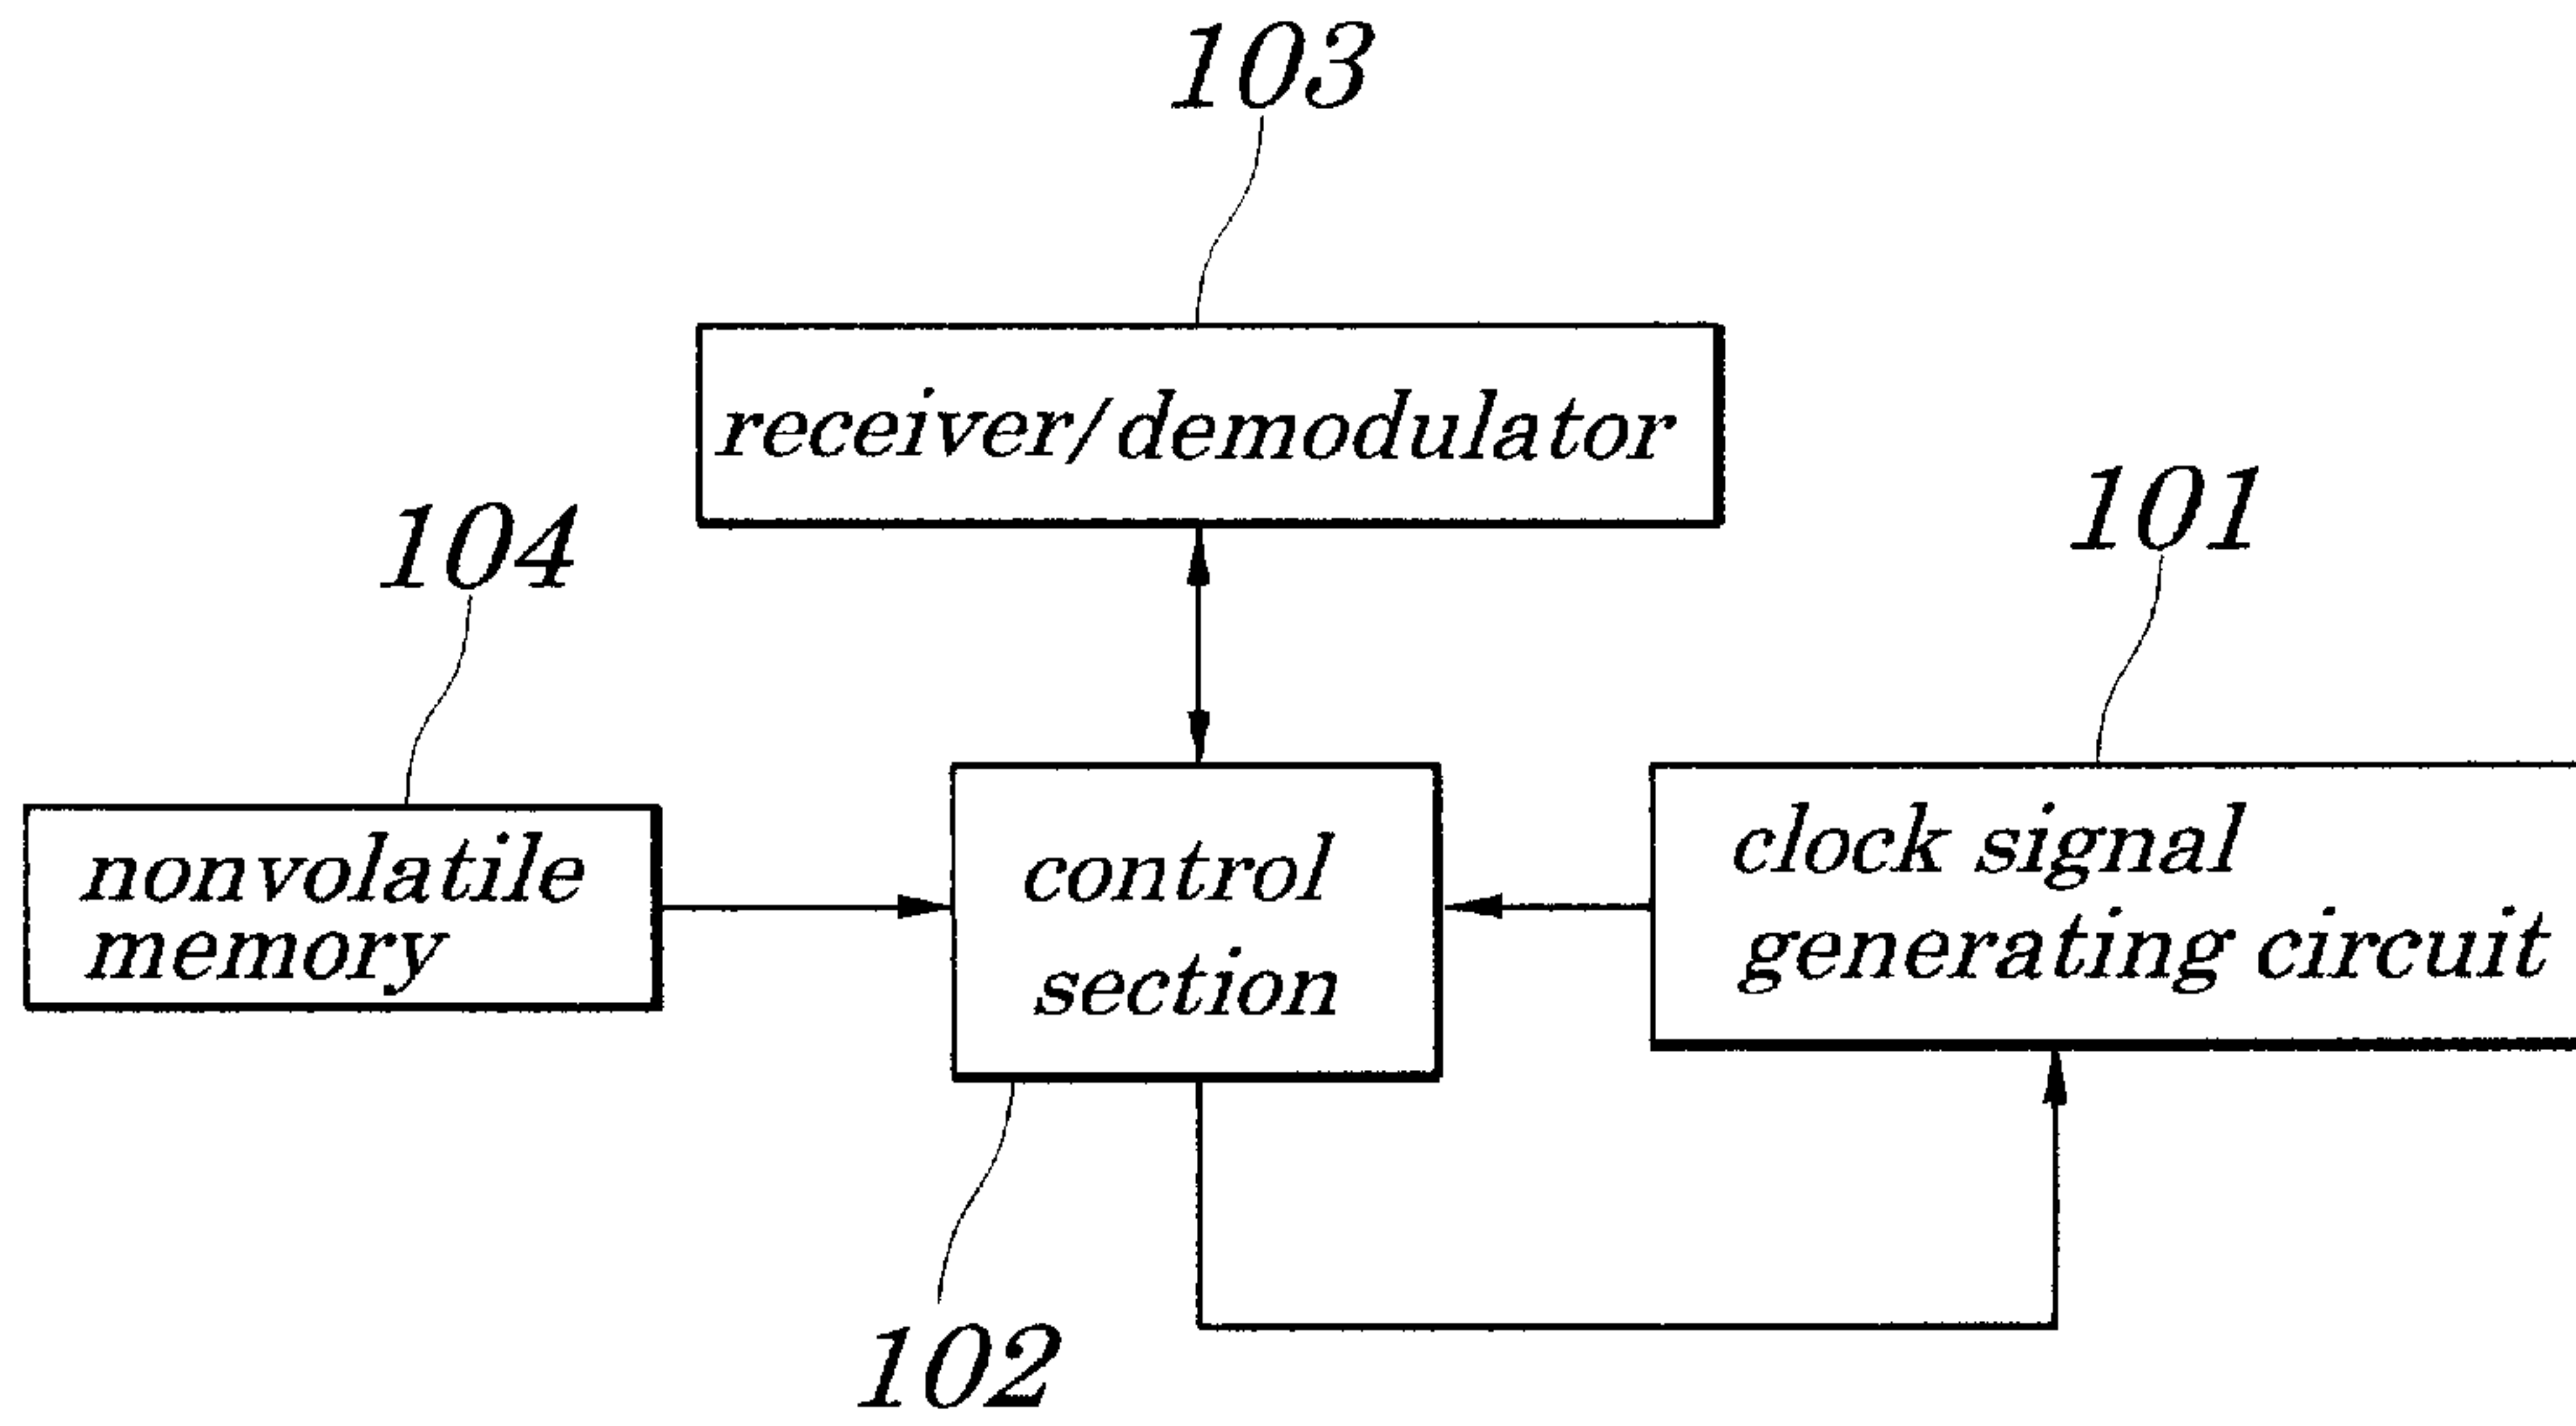 103
receiver/demodulator
104
101
nonvolatile
memory
control
section
clock signal
generating circuit
102